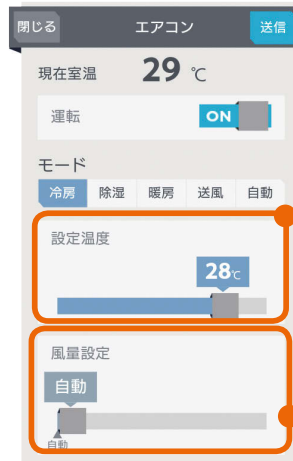 閉じる エアコン 送信
現在室温 29 ℃
運転 ON
モード
冷房 除湿 暖房 送風 自動
設定温度
28℃
風量設定
自動
自動